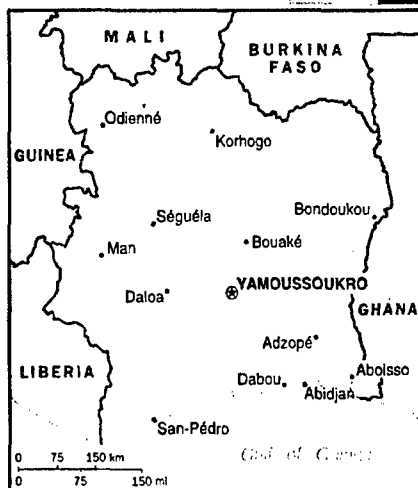 MALI
BURKINA
FASO
Odienné
Korhogo
GUINEA
Séguéla
Bondoukou
Man
Bouaké
YAMOUSSOUKRO
Daloa
GHANA
Adzopé
LIBERIA
Aboisso
Dabou
Abidjan
San-Pédro
0 75 150 km
0 75 150 mi